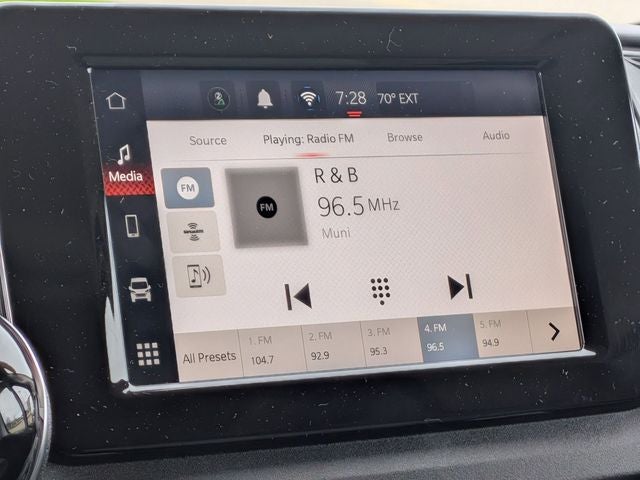 7:28 70° EXT
Source Playing: Radio FM Browse Audio
Media
FM
FM
R & B
96.5 MHz
Muni
SiriusXM
All Presets
1. FM
104.7
2. FM
92.9
3. FM
95.3
4. FM
96.5
5. FM
94.9